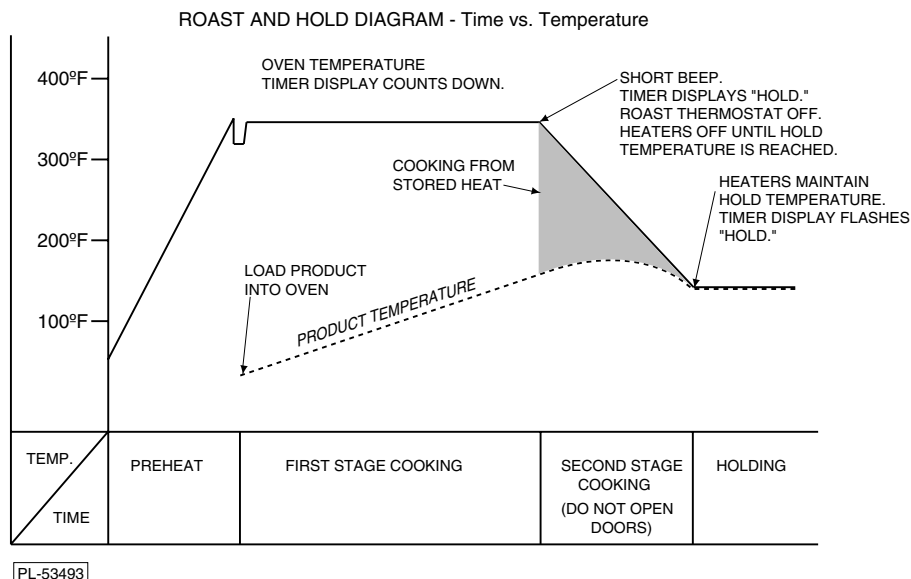 ROAST AND HOLD DIAGRAM - Time vs. Temperature
400ºF
300ºF
200ºF
100ºF
OVEN TEMPERATURE
TIMER DISPLAY COUNTS DOWN.
SHORT BEEP.
TIMER DISPLAYS "HOLD."
ROAST THERMOSTAT OFF.
HEATERS OFF UNTIL HOLD
TEMPERATURE IS REACHED.
COOKING FROM
STORED HEAT
HEATERS MAINTAIN
HOLD TEMPERATURE.
TIMER DISPLAY FLASHES
"HOLD."
LOAD PRODUCT
INTO OVEN
PRODUCT TEMPERATURE
TEMP.
TIME
PREHEAT
FIRST STAGE COOKING
SECOND STAGE
COOKING
(DO NOT OPEN
DOORS)
HOLDING
PL-53493